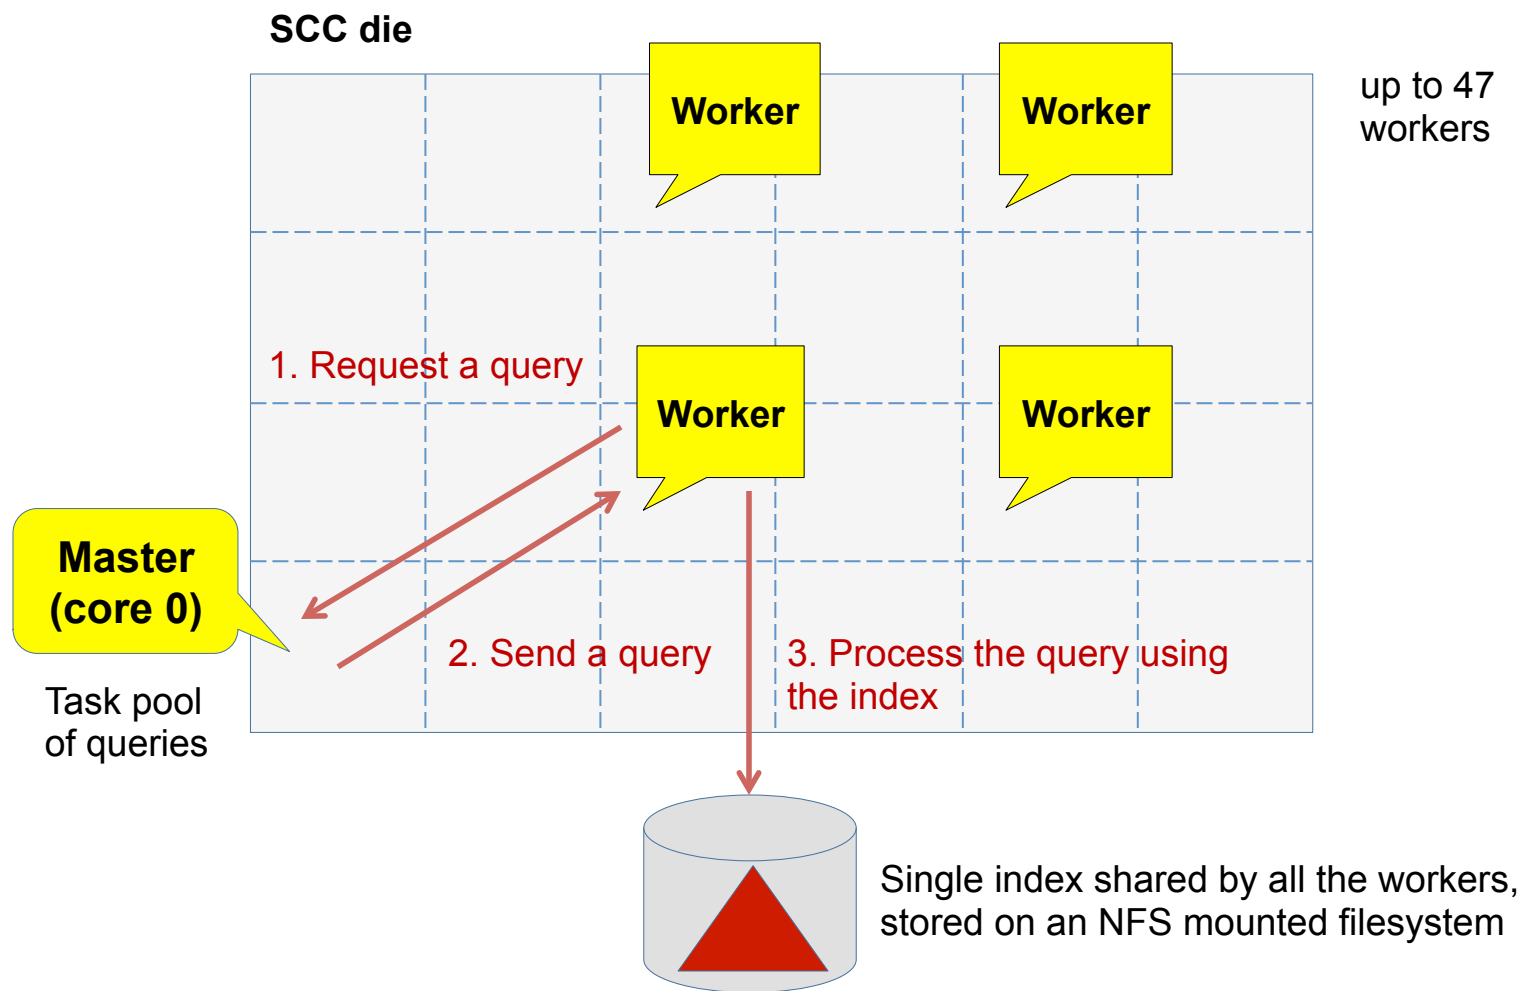 SCC die
Worker
Worker
up to 47
workers
1. Request a query
Worker
Worker
Master
(core 0)
2. Send a query
3. Process the query using
the index
Task pool
of queries
Single index shared by all the workers,
stored on an NFS mounted filesystem